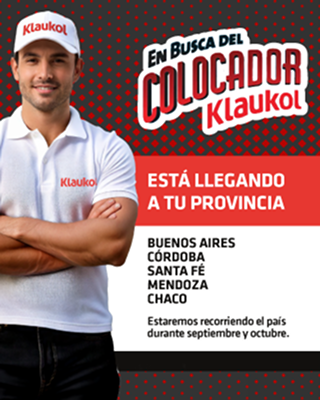 Klaukol
EN BUSCA DEL
COLOCADOR
Klaukol
Klaukol
ESTÁ LLEGANDO
A TU PROVINCIA
BUENOS AIRES
CÓRDOBA
SANTA FÉ
MENDOZA
CHACO
Estaremos recorriendo el país
durante septiembre y octubre.